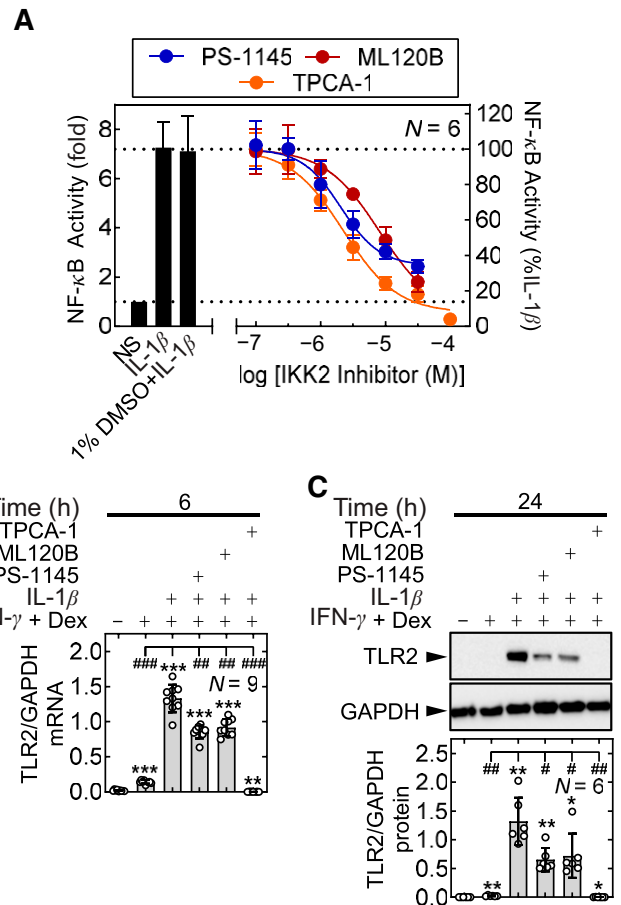 A
PS-1145 ML120B
TPCA-1
N = 6
NF-κB Activity (fold)
8
6
4
2
0
120
100
80
60
40
20
0
NF-κB Activity (%IL-1β)
NS
IL-1β
1% DMSO+IL-1β
−7 −6 −5 −4
log [IKK2 Inhibitor (M)]
Time (h) 6
TPCA-1 +
ML120B +
PS-1145 +
IL-1β + + + +
-γ + Dex − + + + + +
TLR2/GAPDH
mRNA
2.0
1.5
1.0
0.5
0.0
### ## ## ###
*** *** *** *** **
N = 9
C
Time (h) 24
TPCA-1 +
ML120B +
PS-1145 +
IL-1β + + + +
IFN-γ + Dex − + + + + +
TLR2
GAPDH
TLR2/GAPDH
protein
2.5
2.0
1.5
1.0
0.5
0.0
## # # ##
** ** ** * *
N = 6